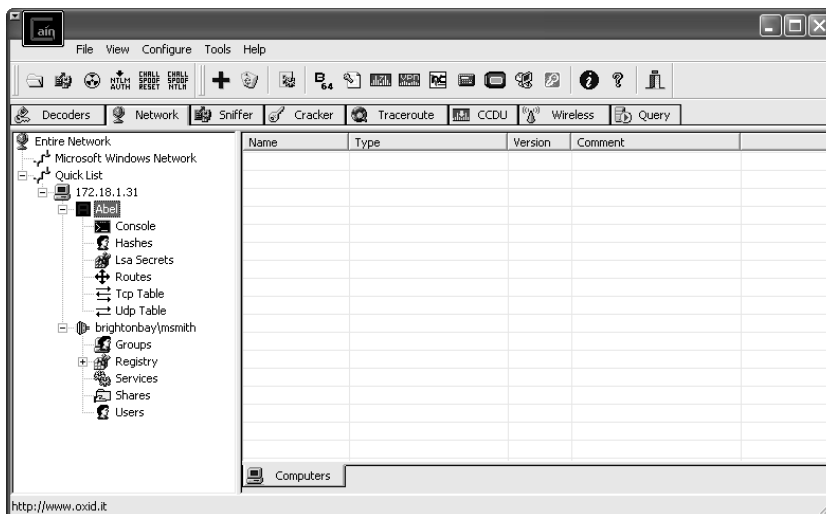 aín
File View Configure Tools Help
NTLM AUTH
CHALL SPOOF RESET
CHALL SPOOF NTLM
B64
Decoders Network Sniffer Cracker Traceroute CCDU Wireless Query
Entire Network
Microsoft Windows Network
Quick List
172.18.1.31
Abel
Console
Hashes
Lsa Secrets
Routes
Tcp Table
Udp Table
brightonbay\msmith
Groups
Registry
Services
Shares
Users
Name Type Version Comment
Computers
http://www.oxid.it